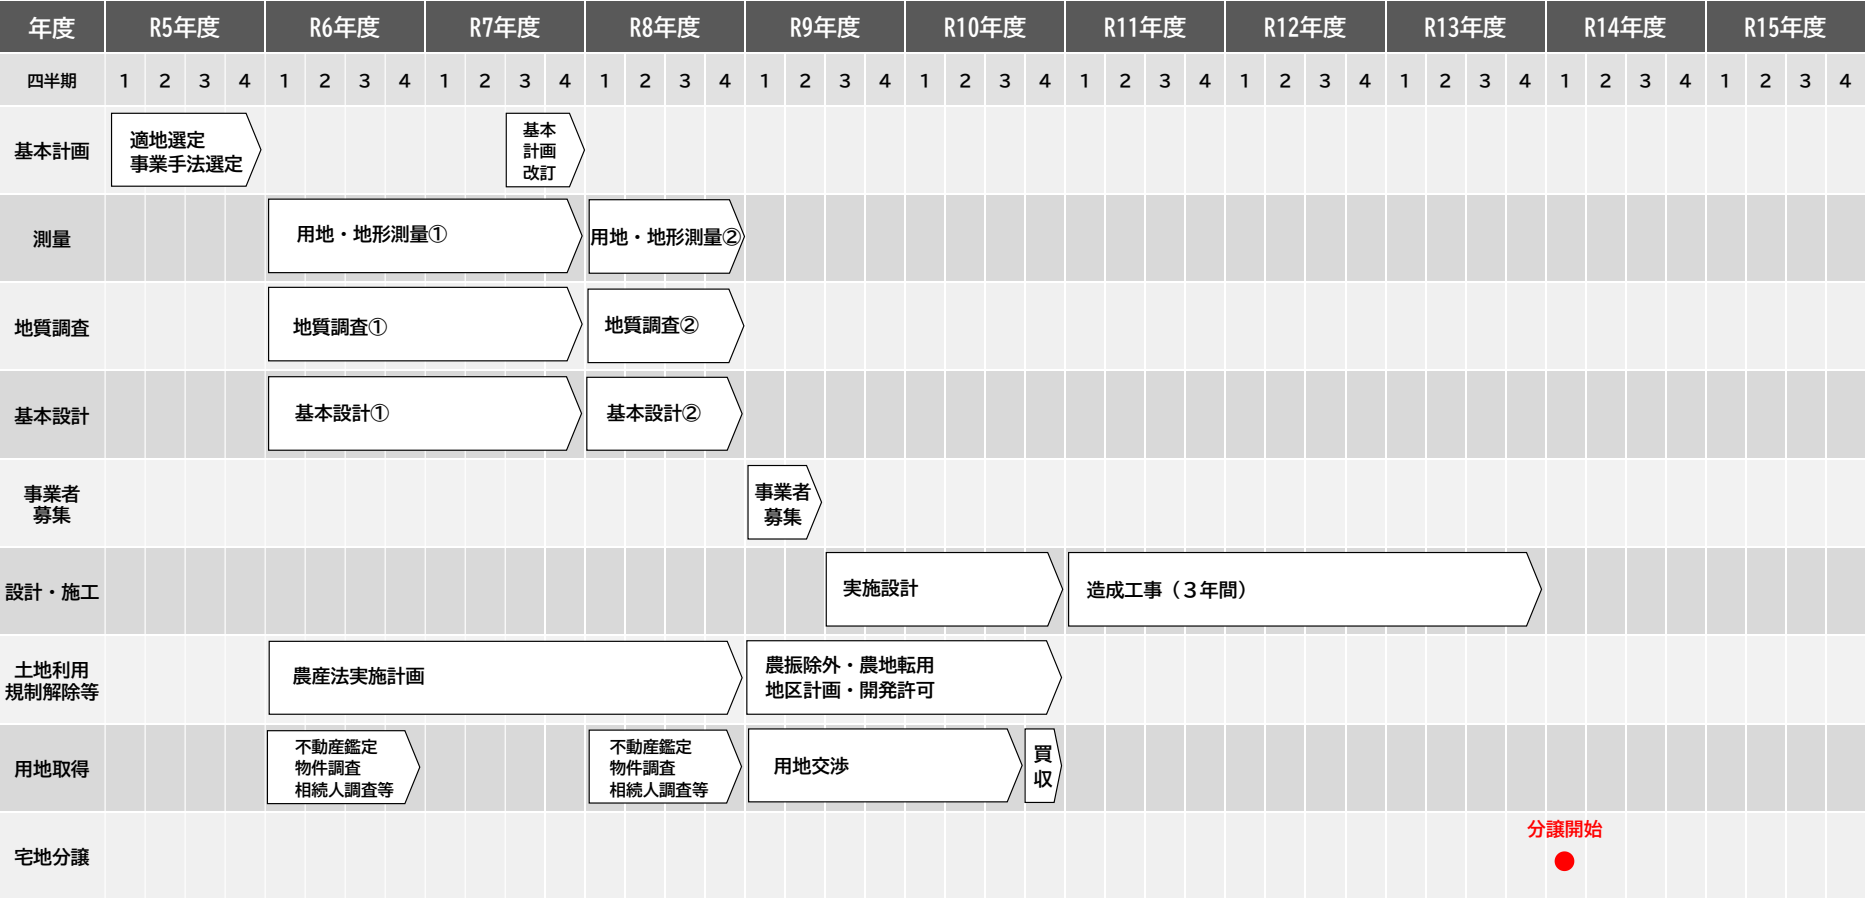 年度 R5年度 R6年度 R7年度 R8年度 R9年度 R10年度 R11年度 R12年度 R13年度 R14年度 R15年度
四半期 1 2 3 4 1 2 3 4 1 2 3 4 1 2 3 4 1 2 3 4 1 2 3 4 1 2 3 4 1 2 3 4 1 2 3 4 1 2 3 4 1 2 3 4
基本計画
適地選定
事業手法選定
基本
計画
改訂
測量
用地・地形測量①
用地・地形測量②
地質調査
地質調査①
地質調査②
基本設計
基本設計①
基本設計②
事業者
募集
事業者
募集
設計・施工
実施設計
造成工事（３年間）
土地利用
規制解除等
農産法実施計画
農振除外・農地転用
地区計画・開発許可
用地取得
不動産鑑定
物件調査
相続人調査等
不動産鑑定
物件調査
相続人調査等
用地交渉
買
収
宅地分譲
分譲開始